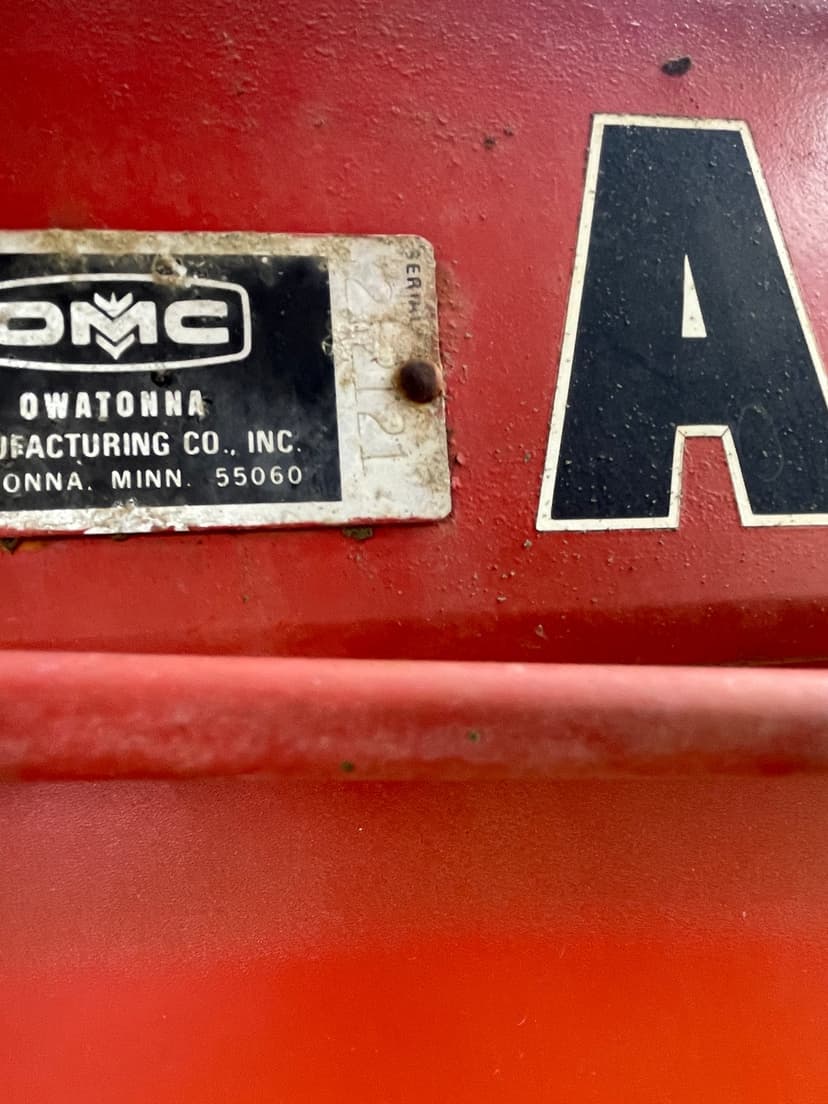 OMC
OWATONNA
UFACTURING CO., INC.
ONNA. MINN. 55060
SERIAL
A